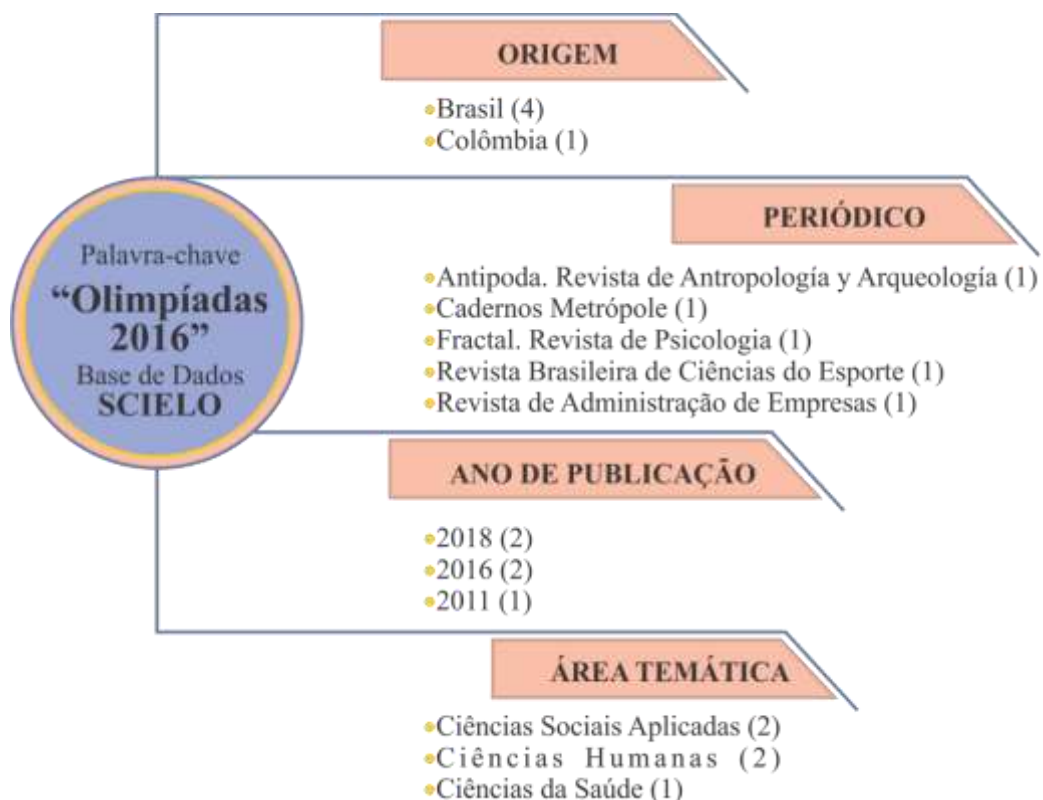 ORIGEM
Brasil (4)
Colômbia (1)
PERIÓDICO
Antipoda. Revista de Antropología y Arqueología (1)
Cadernos Metrópole (1)
Fractal. Revista de Psicologia (1)
Revista Brasileira de Ciências do Esporte (1)
Revista de Administração de Empresas (1)
Palavra-chave
“Olimpíadas
2016”
Base de Dados
SCIELO
ANO DE PUBLICAÇÃO
2018 (2)
2016 (2)
2011 (1)
ÁREA TEMÁTICA
Ciências Sociais Aplicadas (2)
Ciências Humanas (2)
Ciências da Saúde (1)